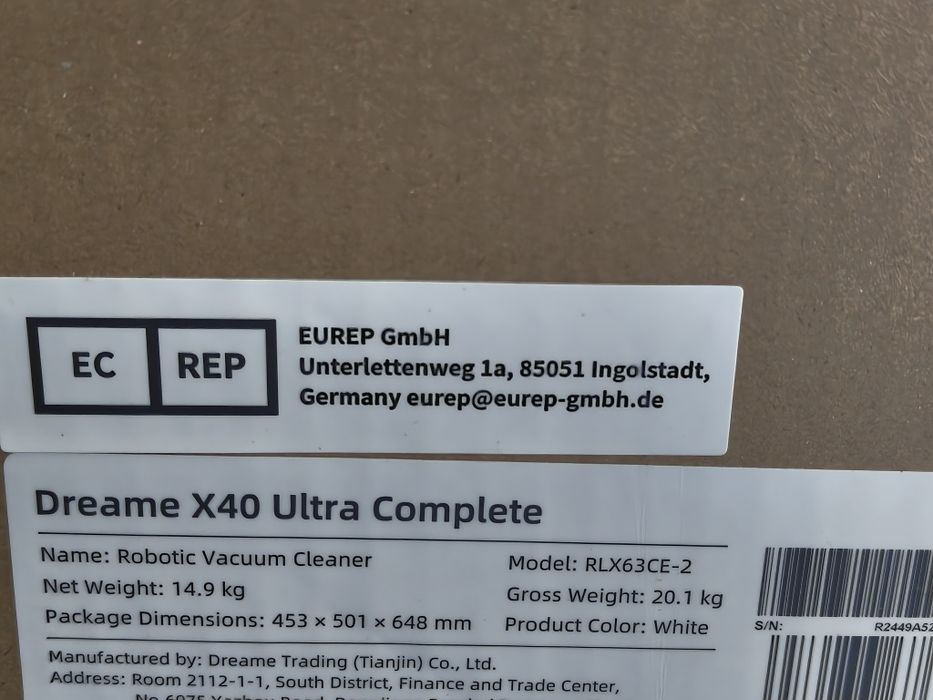 EC REP
EUREP GmbH
Unterlettenweg 1a, 85051 Ingolstadt,
Germany eurep@eurep-gmbh.de
Dreame X40 Ultra Complete
Name: Robotic Vacuum Cleaner
Model: RLX63CE-2
Net Weight: 14.9 kg
Gross Weight: 20.1 kg
Package Dimensions: 453 × 501 × 648 mm
Product Color: White
S/N: R2449A52
Manufactured by: Dreame Trading (Tianjin) Co., Ltd.
Address: Room 2112-1-1, South District, Finance and Trade Center,